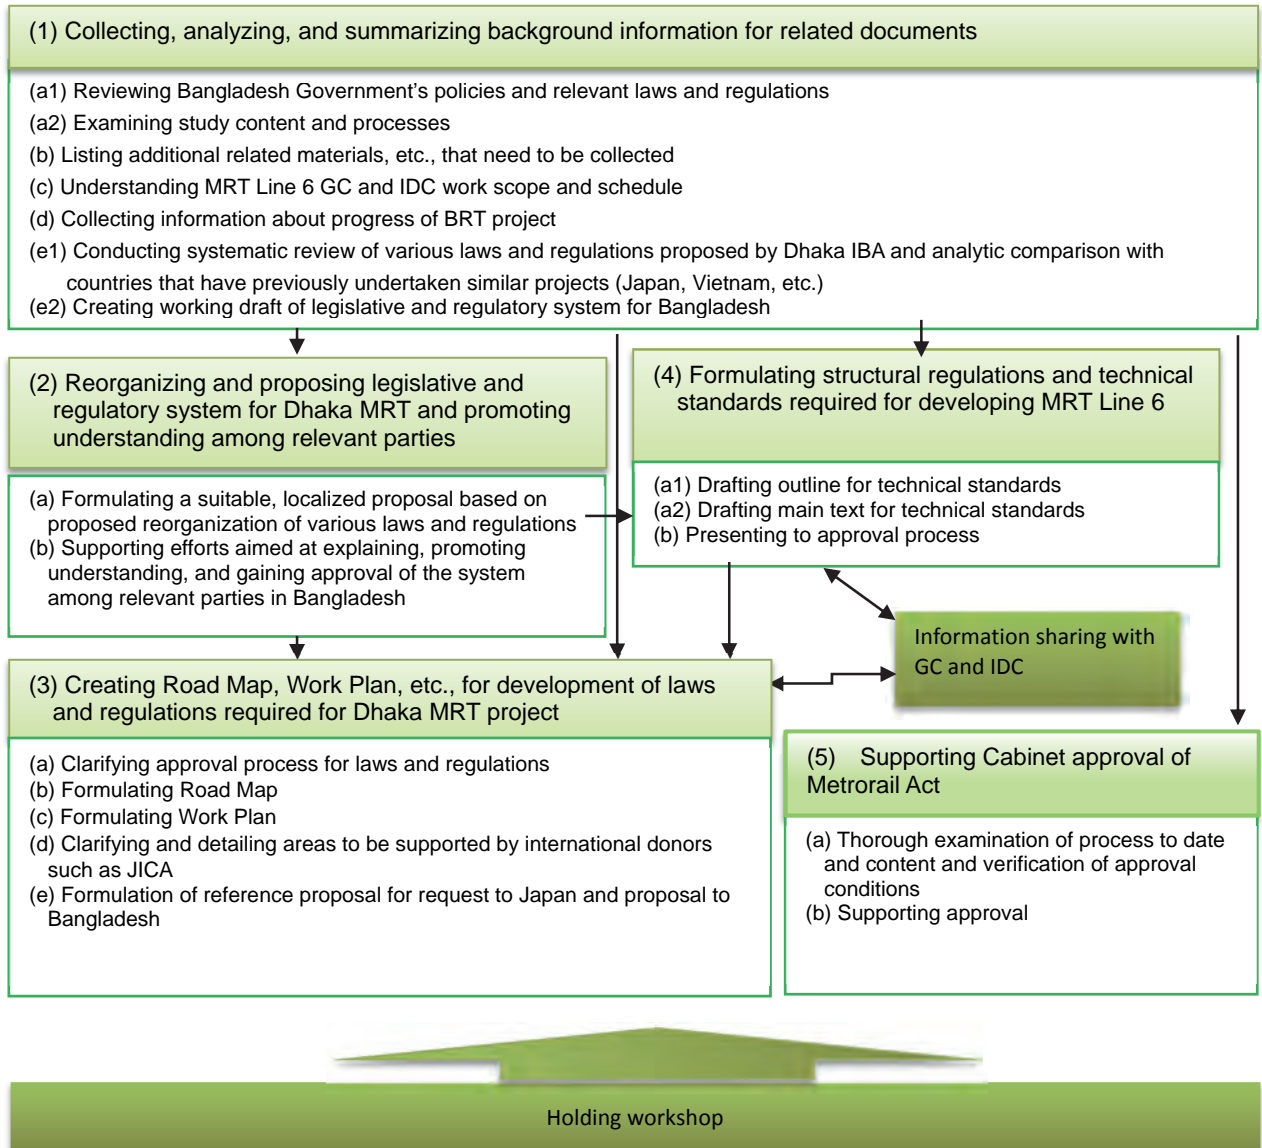 (1) Collecting, analyzing, and summarizing background information for related documents
(a1) Reviewing Bangladesh Government’s policies and relevant laws and regulations
(a2) Examining study content and processes
(b) Listing additional related materials, etc., that need to be collected
(c) Understanding MRT Line 6 GC and IDC work scope and schedule
(d) Collecting information about progress of BRT project
(e1) Conducting systematic review of various laws and regulations proposed by Dhaka IBA and analytic comparison with
countries that have previously undertaken similar projects (Japan, Vietnam, etc.)
(e2) Creating working draft of legislative and regulatory system for Bangladesh
(2) Reorganizing and proposing legislative and
regulatory system for Dhaka MRT and promoting
understanding among relevant parties
(a) Formulating a suitable, localized proposal based on
proposed reorganization of various laws and regulations
(b) Supporting efforts aimed at explaining, promoting
understanding, and gaining approval of the system
among relevant parties in Bangladesh
(4) Formulating structural regulations and technical
standards required for developing MRT Line 6
(a1) Drafting outline for technical standards
(a2) Drafting main text for technical standards
(b) Presenting to approval process
Information sharing with
GC and IDC
(3) Creating Road Map, Work Plan, etc., for development of laws
and regulations required for Dhaka MRT project
(a) Clarifying approval process for laws and regulations
(b) Formulating Road Map
(c) Formulating Work Plan
(d) Clarifying and detailing areas to be supported by international donors
such as JICA
(e) Formulation of reference proposal for request to Japan and proposal to
Bangladesh
(5) Supporting Cabinet approval of
Metrorail Act
(a) Thorough examination of process to date
and content and verification of approval
conditions
(b) Supporting approval
Holding workshop